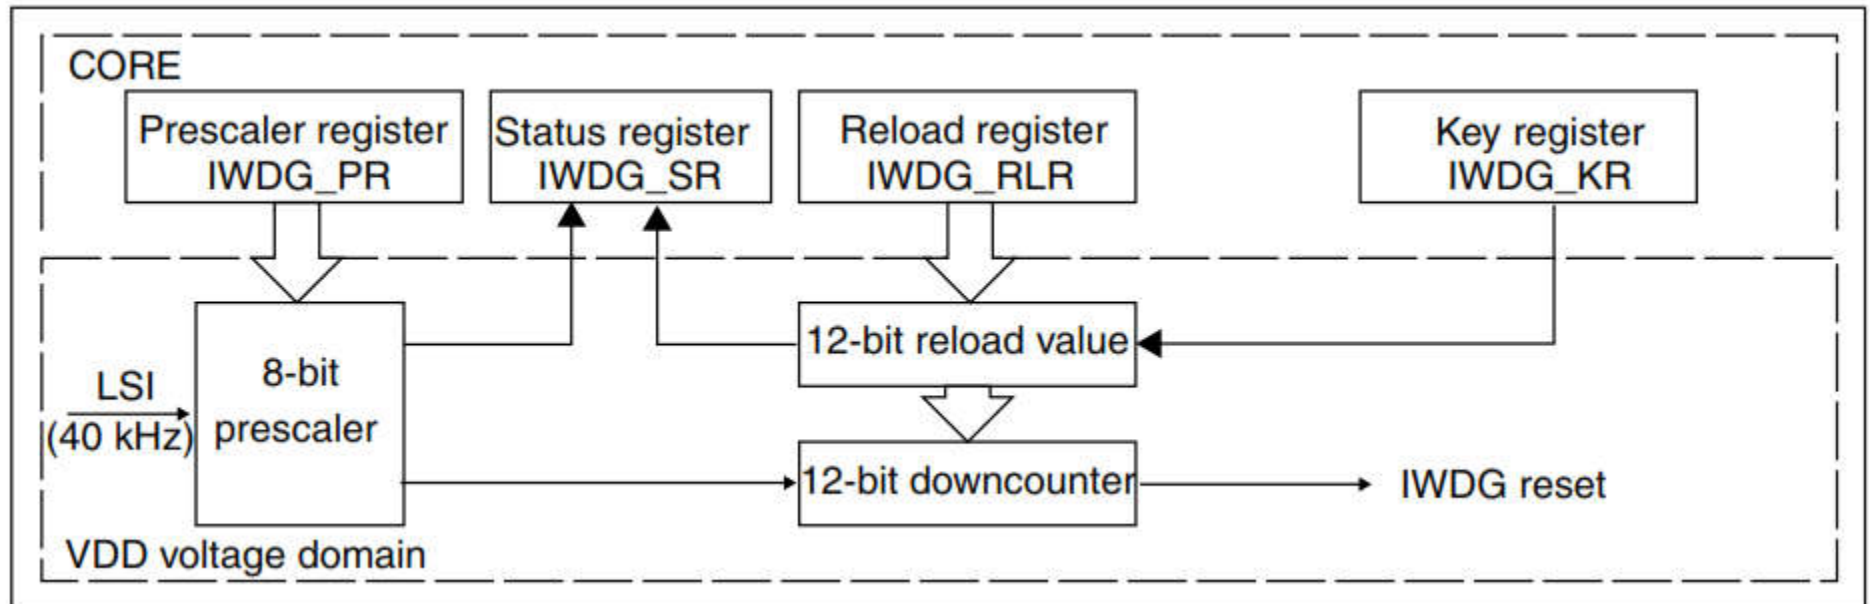 CORE
Prescaler register
IWDG_PR
Status register
IWDG_SR
Reload register
IWDG_RLR
Key register
IWDG_KR
LSI
(40 kHz)
8-bit
prescaler
12-bit reload value
12-bit downcounter
IWDG reset
VDD voltage domain